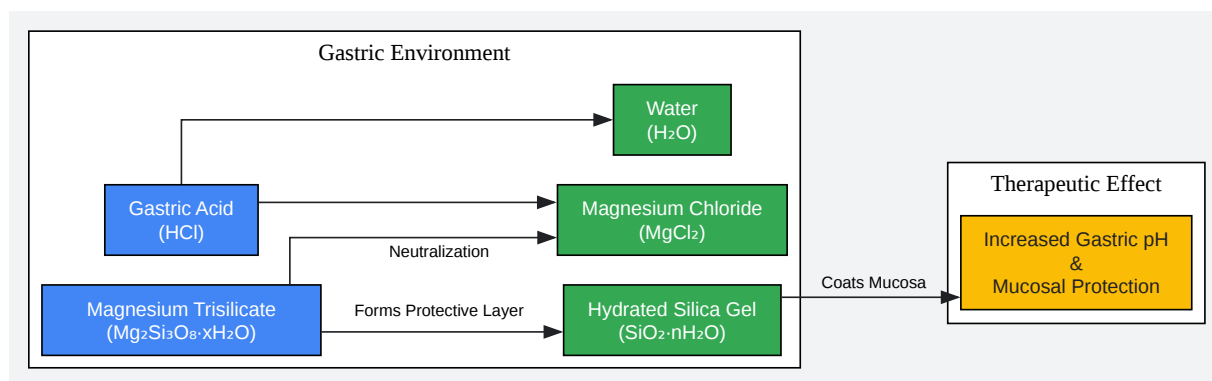 Gastric Environment
Water
(H₂O)
Gastric Acid
(HCl)
Magnesium Chloride
(MgCl₂)
Neutralization
Magnesium Trisilicate
(Mg₂Si₃O₈·xH₂O)
Forms Protective Layer
Hydrated Silica Gel
(SiO₂·nH₂O)
Coats Mucosa
Therapeutic Effect
Increased Gastric pH
&
Mucosal Protection